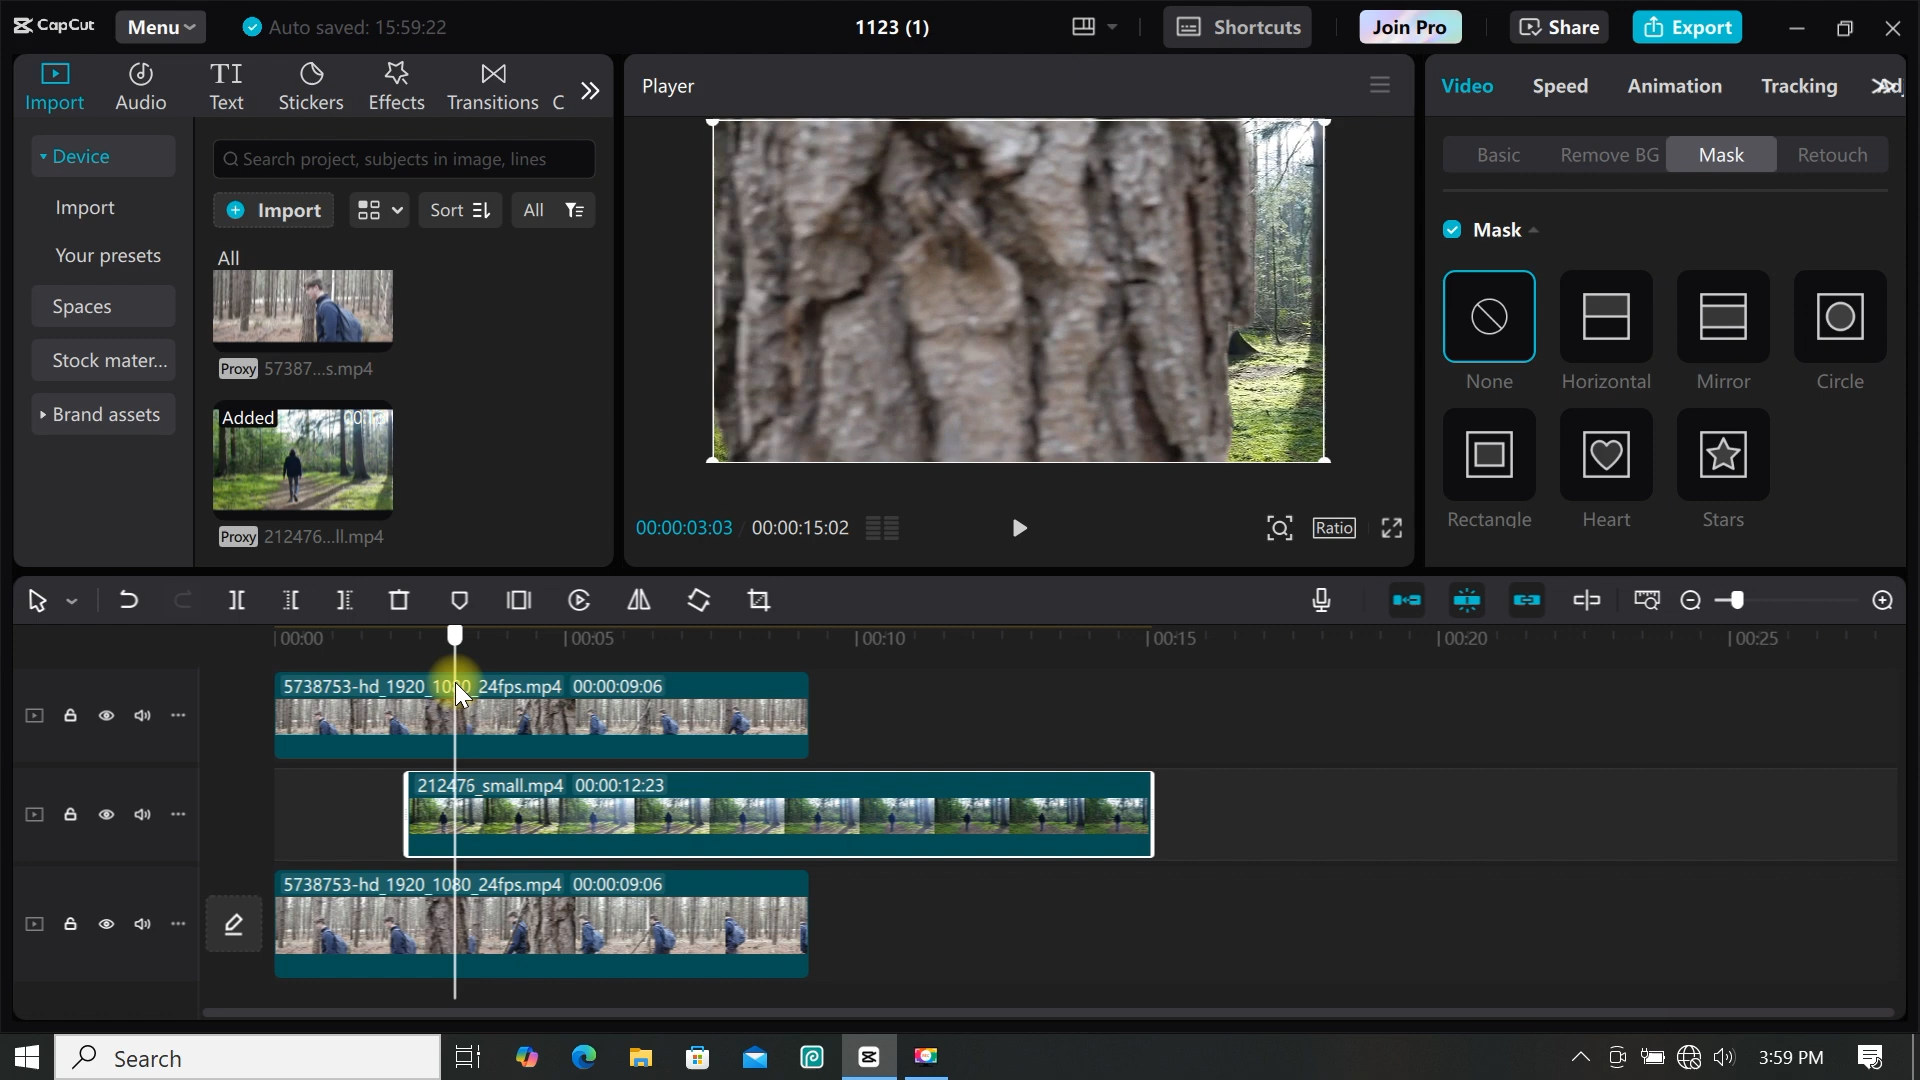 CapCut
Menu
Auto saved: 15:59:22
1123 (1)
Shortcuts
Join Pro
Share
Export
Import
Audio
TI
Text
Stickers
Effects
Transitions
C
Device
Import
Your presets
Spaces
Stock mater...
Brand assets
Search project, subjects in image, lines
Import
Sort
All
All
Proxy 57387...s.mp4
Added
Proxy 212476...ll.mp4
Player
00:00:03:03 00:00:15:02
Ratio
Video Speed Animation Tracking Adj
Basic Remove BG Mask Retouch
Mask
None Horizontal Mirror Circle
Rectangle Heart Stars
00:00 00:05 00:10 00:15 00:20 00:25
5738753-hd_1920_1080_24fps.mp4 00:00:09:06
212476_small.mp4 00:00:12:23
5738753-hd_1920_1080_24fps.mp4 00:00:09:06
Search
3:59 PM